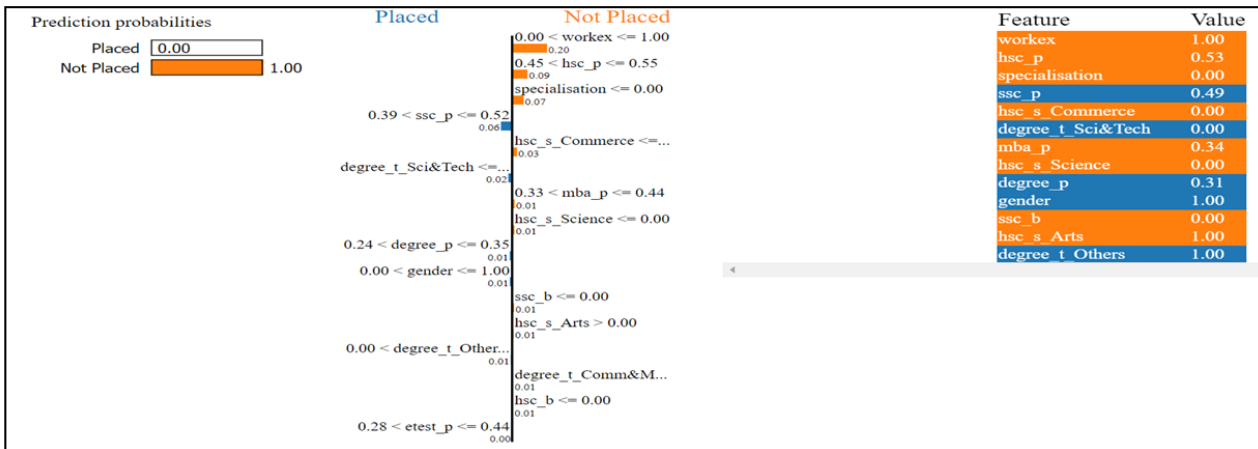 Prediction probabilities
Placed 0.00
Not Placed 1.00
Placed Not Placed
0.00 < workex <= 1.00
0.20
0.45 < hsc_p <= 0.55
0.09
specialisation <= 0.00
0.07
0.39 < ssc_p <= 0.52
0.06
hsc_s_Commerce <=...
0.03
degree_t_Sci&Tech <=...
0.02
0.33 < mba_p <= 0.44
0.01
hsc_s_Science <= 0.00
0.01
0.24 < degree_p <= 0.35
0.01
0.00 < gender <= 1.00
0.01
ssc_b <= 0.00
0.01
hsc_s_Arts > 0.00
0.01
0.00 < degree_t_Other...
0.01
degree_t_Comm&M...
0.01
hsc_b <= 0.00
0.01
0.28 < etest_p <= 0.44
0.00
Feature Value
workex 1.00
hsc_p 0.53
specialisation 0.00
ssc_p 0.49
hsc_s_Commerce 0.00
degree_t_Sci&Tech 0.00
mba_p 0.34
hsc_s_Science 0.00
degree_p 0.31
gender 1.00
ssc_b 0.00
hsc_s_Arts 1.00
degree_t_Others 1.00